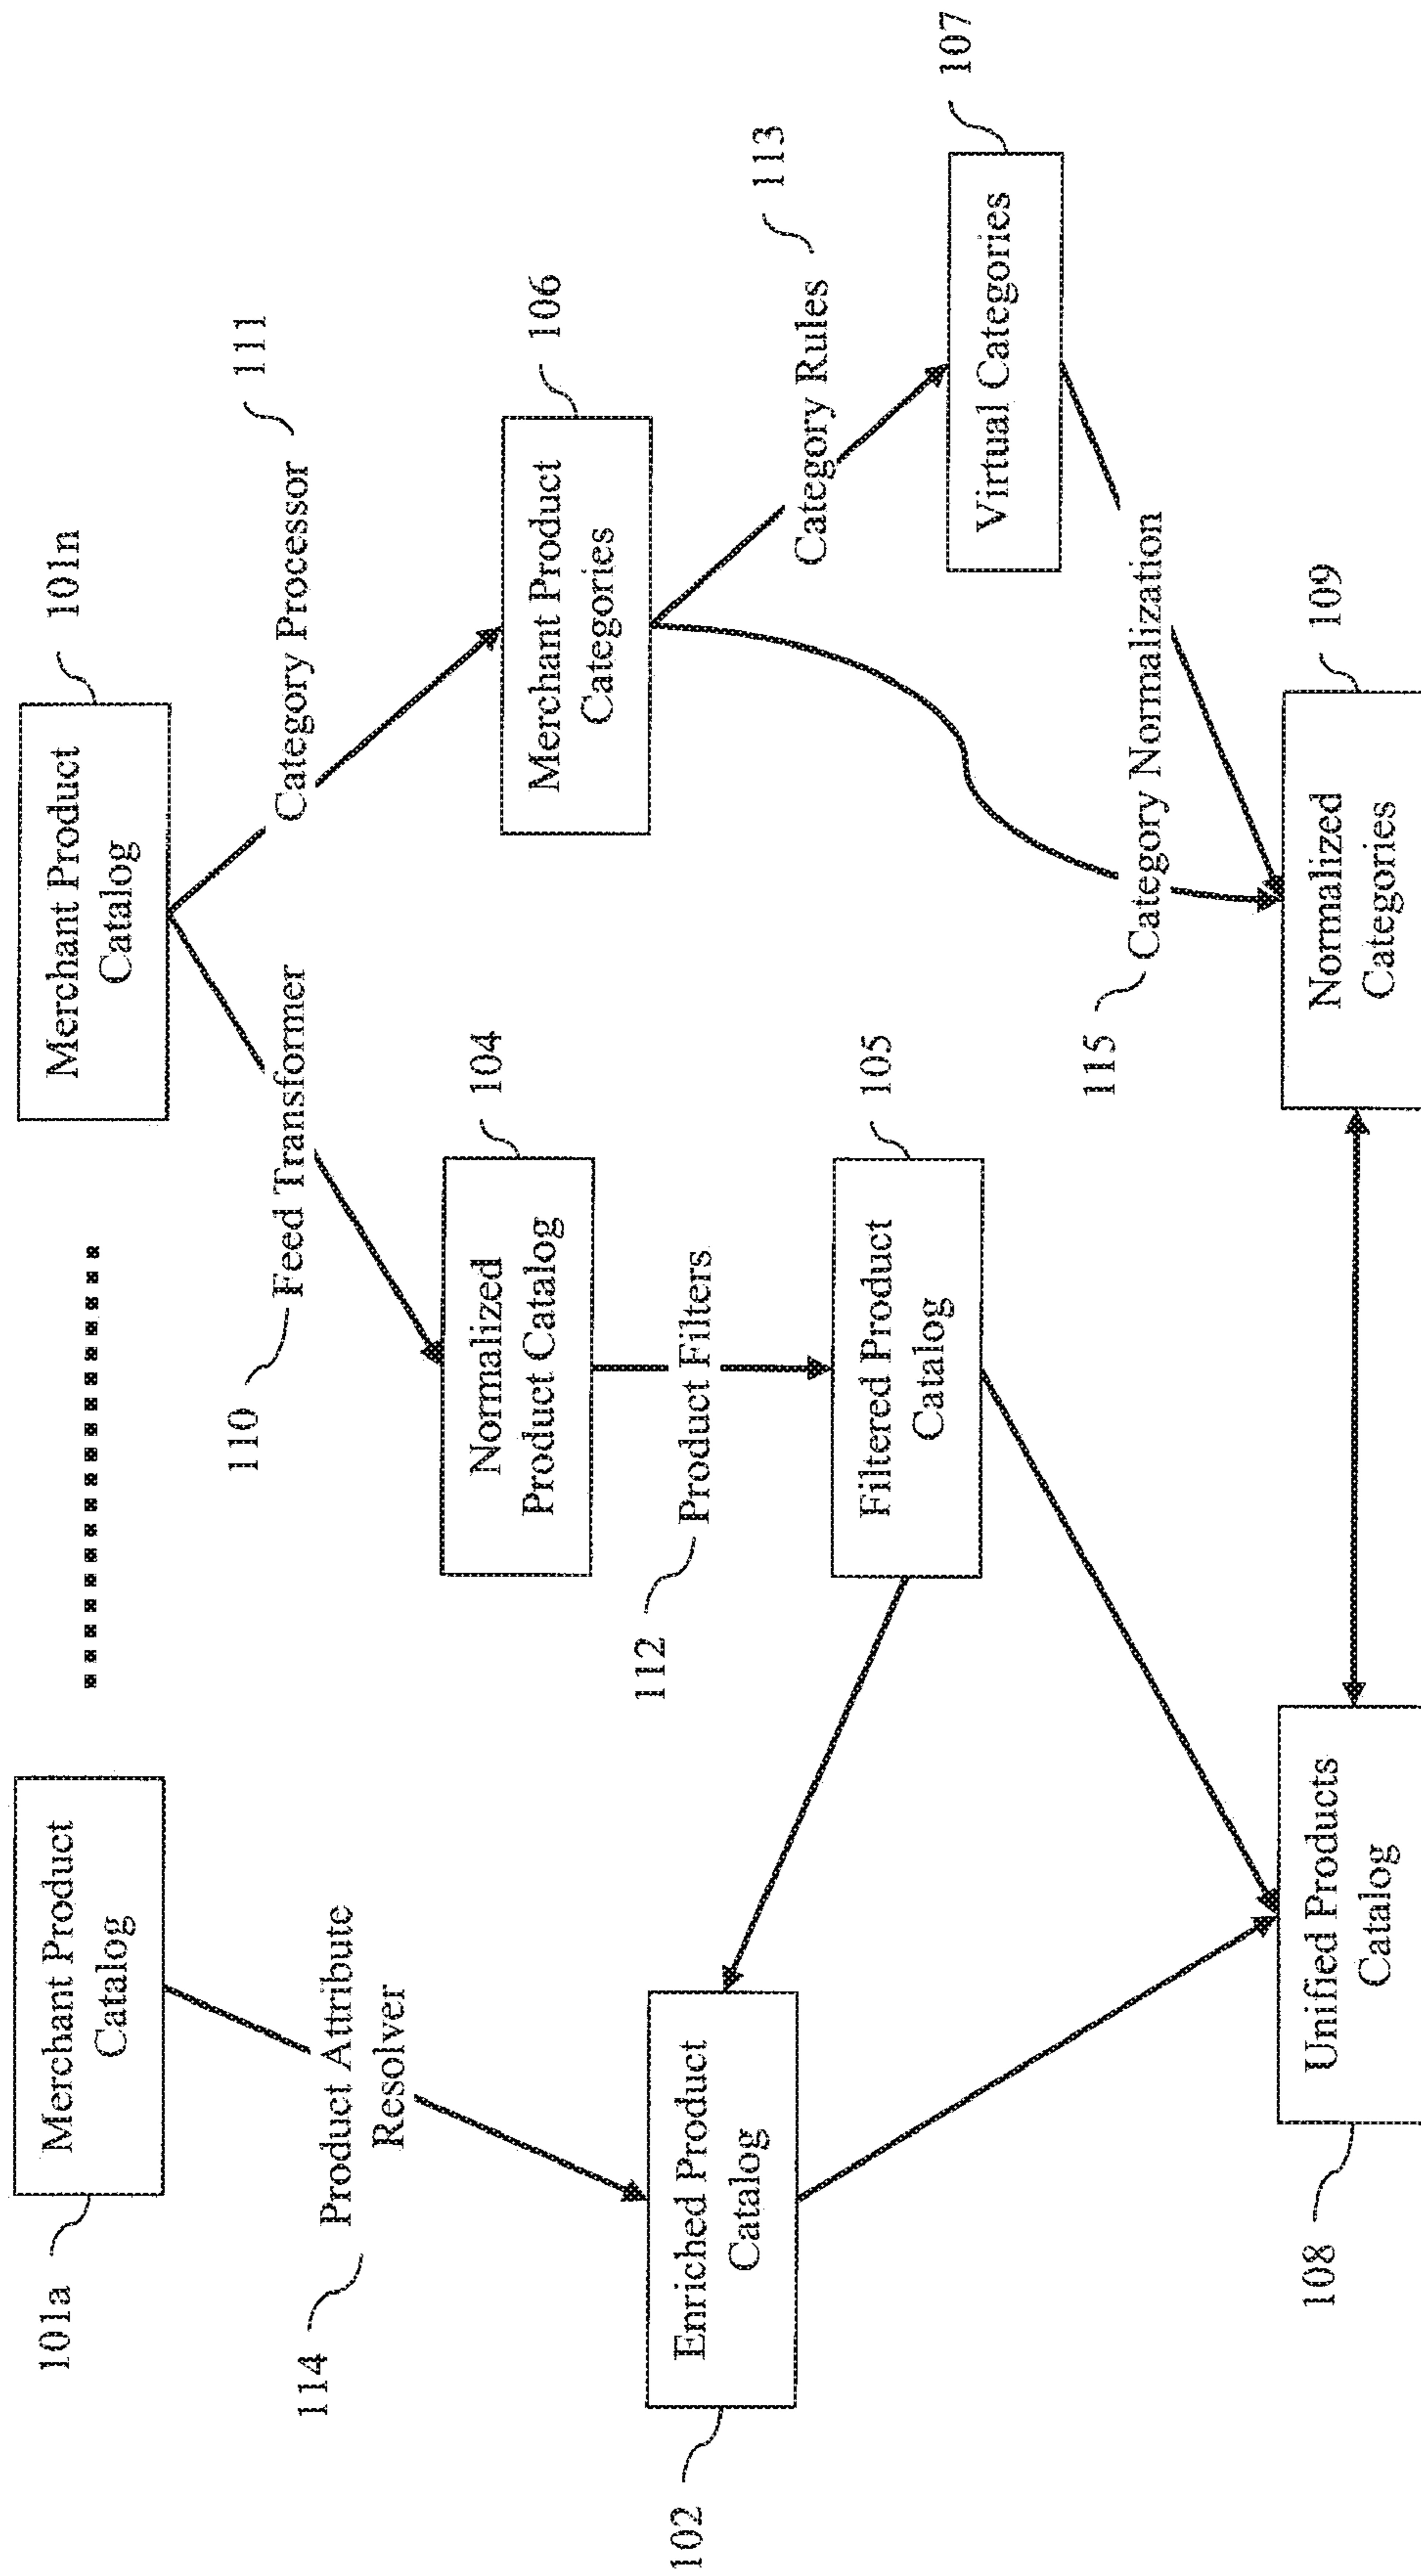 101a
Merchant Product
Catalog
Merchant Product
Catalog
101n
114
Product Attribute
Resolver
110
Feed Transformer
Category Processor
111
Normalized
Product Catalog
104
Merchant Product
Categories
106
102
Enriched Product
Catalog
112
Product Filters
Category Rules
113
Filtered Product
Catalog
105
Virtual Categories
107
115
Category Normalization
108
Unified Products
Catalog
Normalized
Categories
109